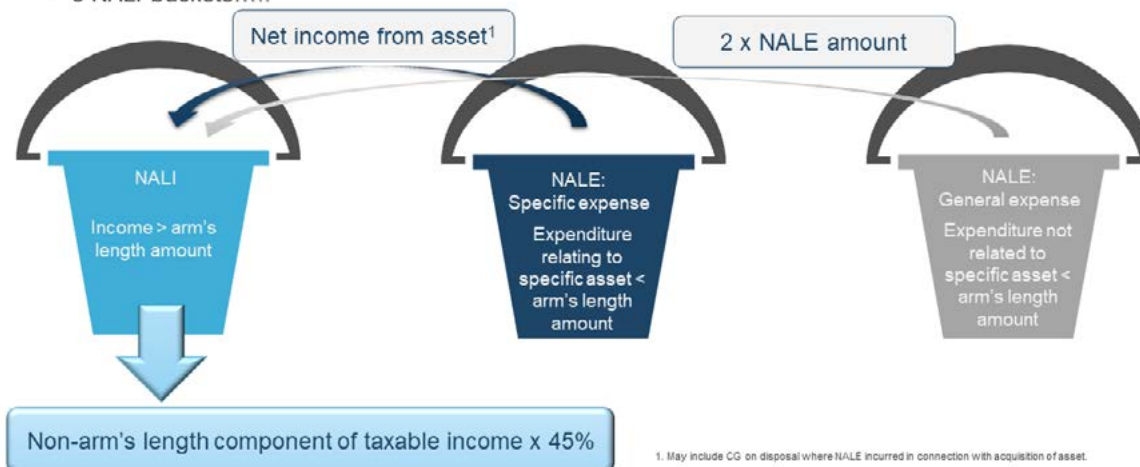 Net income from asset1
2 x NALE amount
NALI
Income > arm's
length amount
NALE:
Specific expense
Expenditure
relating to
specific asset <
arm's length
amount
NALE:
General expense
Expenditure not
related to
specific asset <
arm's length
amount
Non-arm's length component of taxable income x 45%
1. May include CG on disposal where NALE incurred in connection with acquisition of asset.